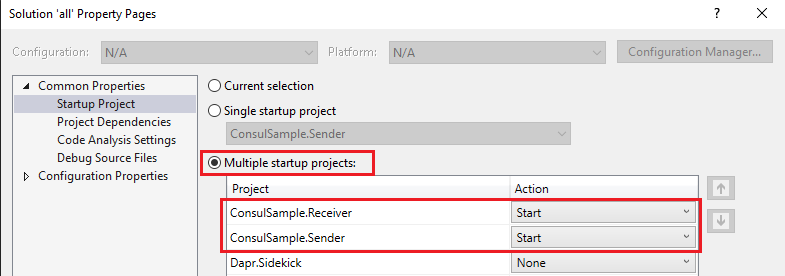 Solution 'all' Property Pages ? ×
Configuration: N/A Platform: N/A Configuration Manager...
Common Properties
Startup Project
Project Dependencies
Code Analysis Settings
Debug Source Files
Configuration Properties
Current selection
Single startup project
ConsulSample.Sender
Multiple startup projects:
Project Action
ConsulSample.Receiver Start
ConsulSample.Sender Start
Dapr.Sidekick None